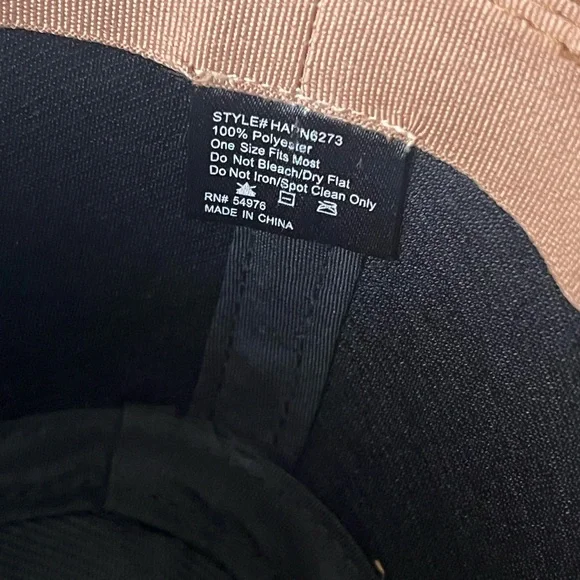 STYLE# HAPN6273
100% Polyester
One Size Fits Most
Do Not Bleach/Dry Flat
Do Not Iron/Spot Clean Only
RN# 54976
MADE IN CHINA